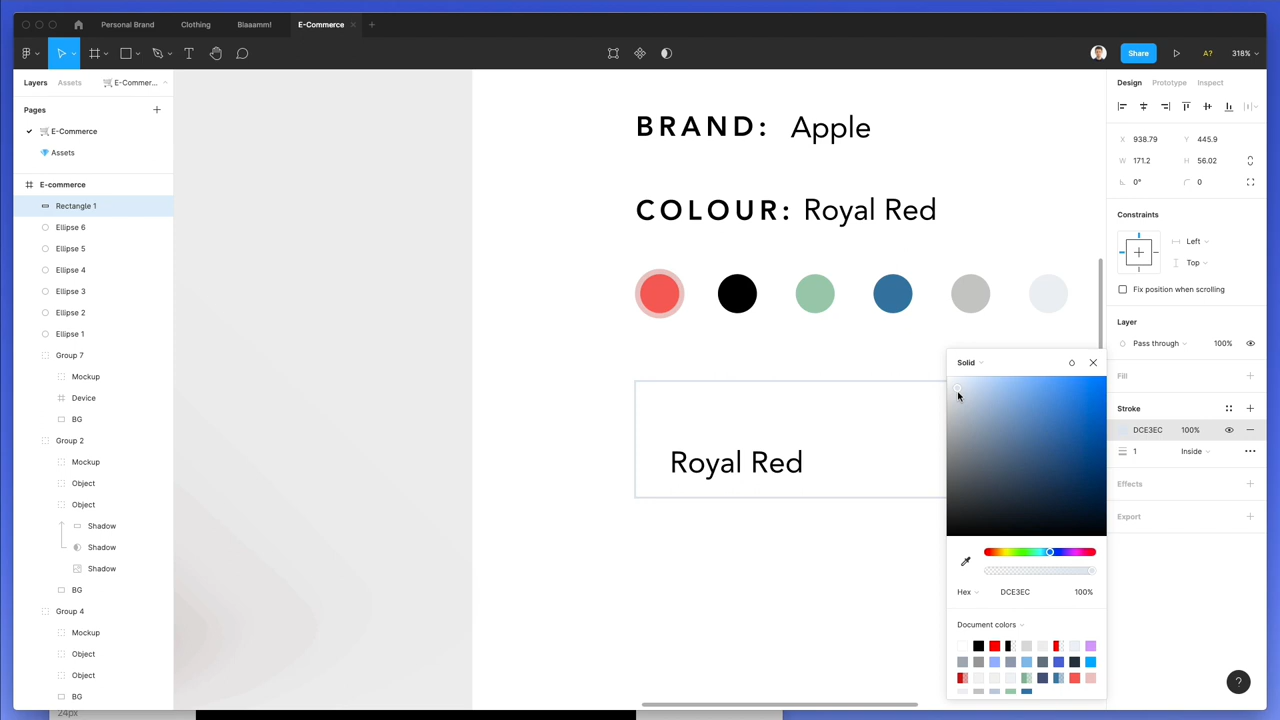 Personal Brand Clothing Blaaamm! E-Commerce
Share A? 318%
Layers Assets E-Commer... Design Prototype Inspect
Pages
E-Commerce
Assets
E-commerce
Rectangle 1
Ellipse 6
Ellipse 5
Ellipse 4
Ellipse 3
Ellipse 2
Ellipse 1
Group 7
Mockup
Device
BG
Group 2
Mockup
Object
Object
Shadow
Shadow
Shadow
BG
Group 4
Mockup
Object
Object
BG
24px
BRAND: Apple
COLOUR: Royal Red
Royal Red
Solid
Hex DCE3EC 100%
Document colors
X 938.79 Y 445.9
W 171.2 H 56.02
0° 0
Constraints
Left
Top
Fix position when scrolling
Layer
Pass through 100%
Fill
Stroke
DCE3EC 100%
1 Inside
Effects
Export
?